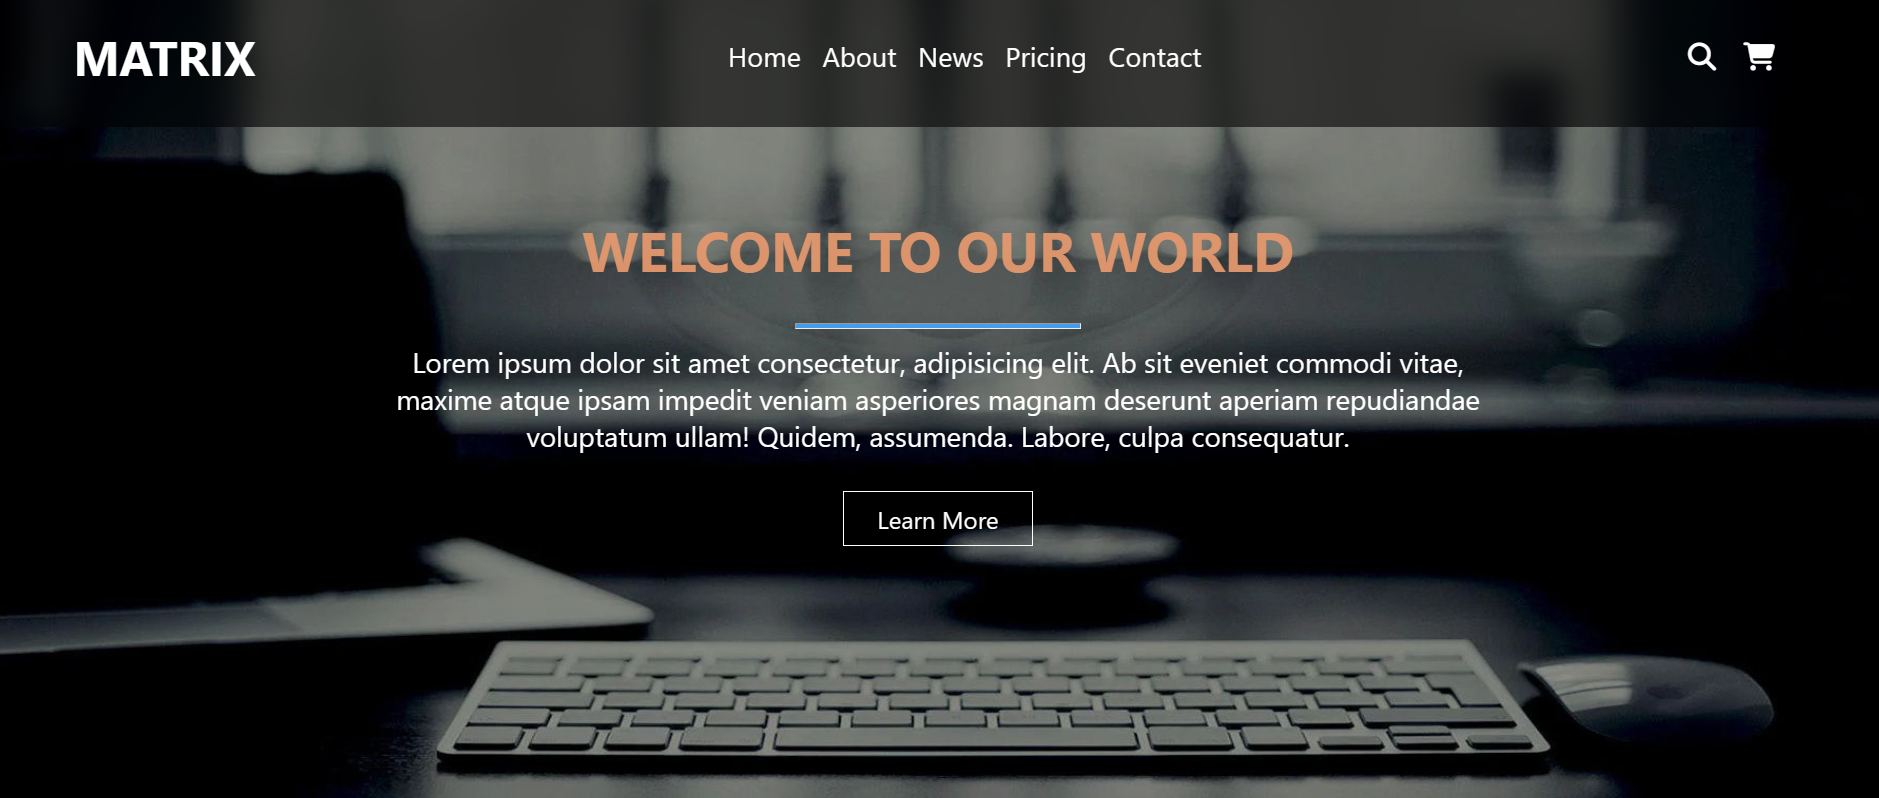 MATRIX
Home About News Pricing Contact
WELCOME TO OUR WORLD
Lorem ipsum dolor sit amet consectetur, adipisicing elit. Ab sit eveniet commodi vitae,
maxime atque ipsam impedit veniam asperiores magnam deserunt aperiam repudiandae
voluptatum ullam! Quidem, assumenda. Labore, culpa consequatur.
Learn More